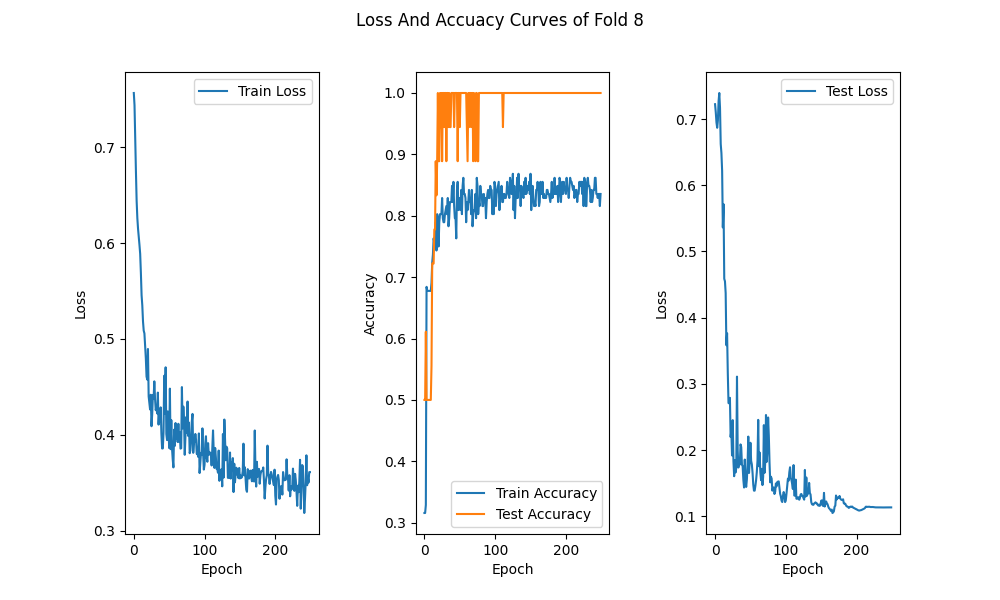 Loss And Accuacy Curves of Fold 8
Train Loss
0.7
0.6
0.5
0.4
0.3
Loss
0
100
200
Epoch
1.0
0.9
0.8
0.7
0.6
0.5
0.4
0.3
Accuracy
Train Accuracy
Test Accuracy
0
100
200
Epoch
Test Loss
0.7
0.6
0.5
0.4
0.3
0.2
0.1
Loss
0
100
200
Epoch